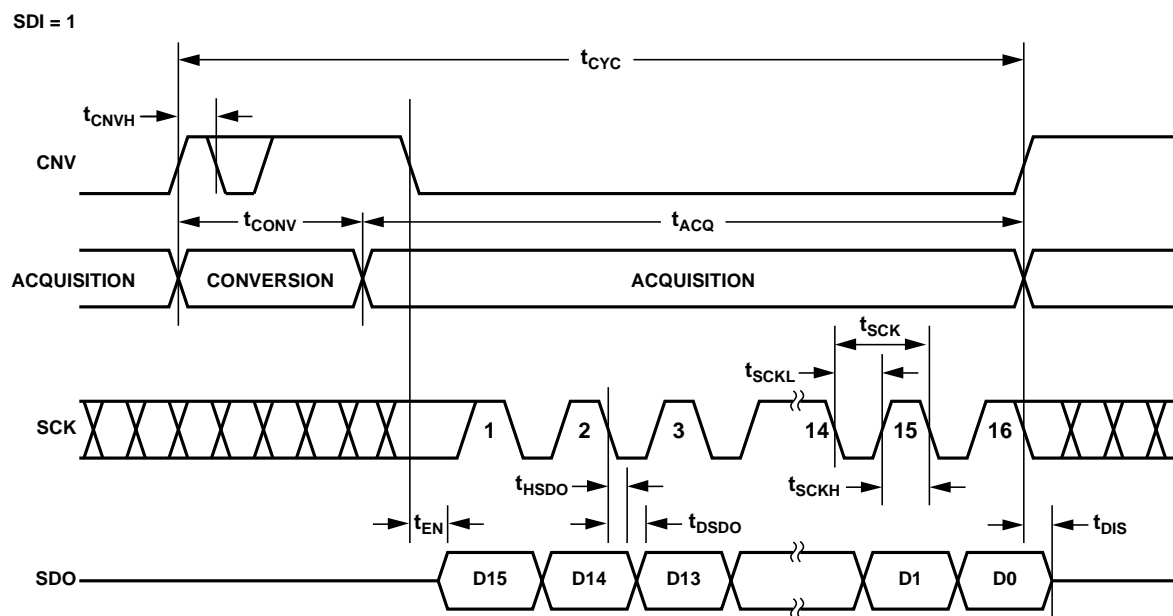 SDI = 1
tCYC
tCNVH
CNV
tCONV
tACQ
ACQUISITION
CONVERSION
ACQUISITION
tSCK
tSCKL
SCK
1
2
3
14
15
16
tHSDO
tSCKH
tEN
tDSDO
tDIS
SDO
D15
D14
D13
D1
D0